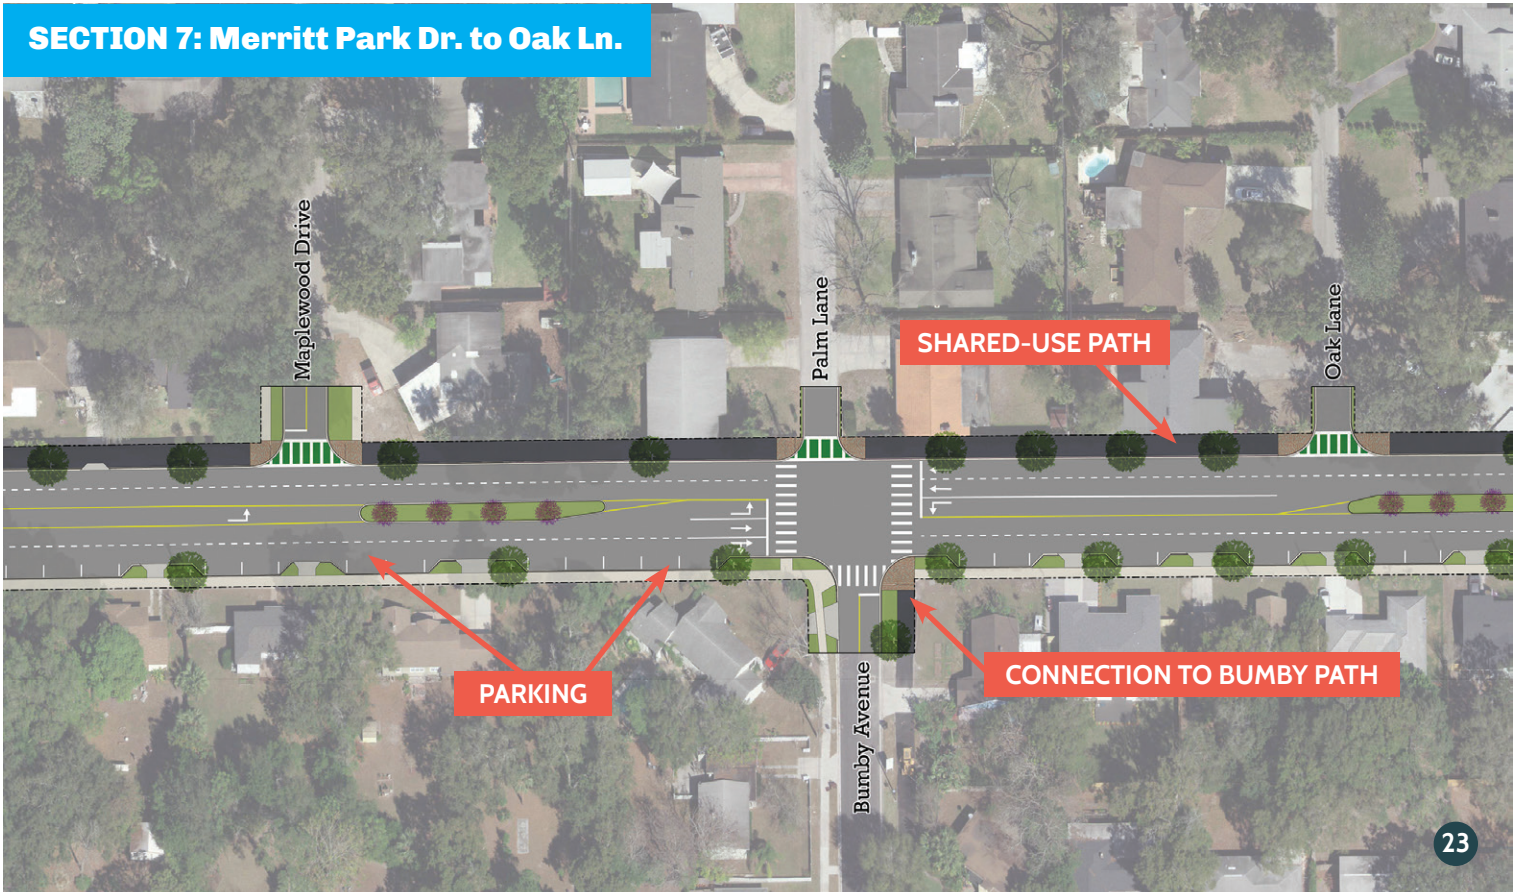 SECTION 7: Merritt Park Dr. to Oak Ln.
Maplewood Drive
Palm Lane
Oak Lane
SHARED-USE PATH
PARKING
CONNECTION TO BUMBY PATH
Bumby Avenue
23